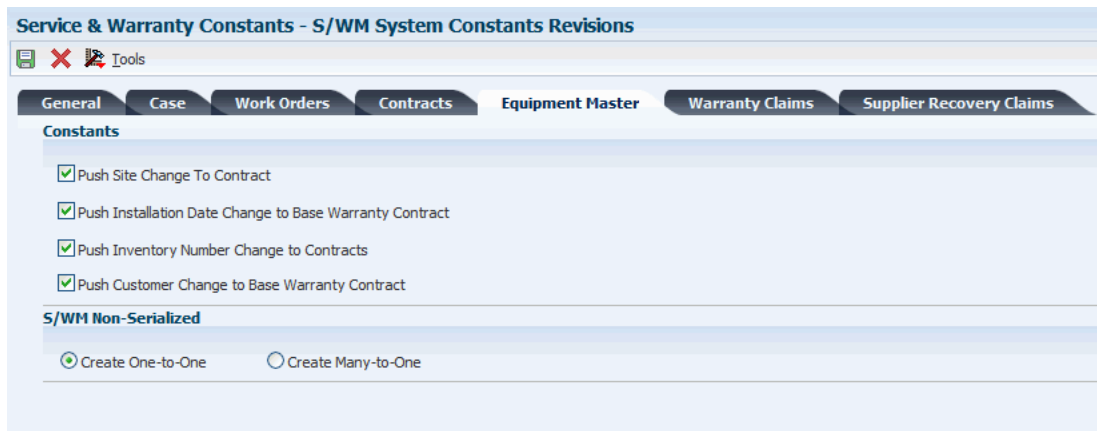 Service & Warranty Constants - S/WM System Constants Revisions
Tools
General Case Work Orders Contracts Equipment Master Warranty Claims Supplier Recovery Claims
Constants
Push Site Change To Contract
Push Installation Date Change to Base Warranty Contract
Push Inventory Number Change to Contracts
Push Customer Change to Base Warranty Contract
S/WM Non-Serialized
Create One-to-One Create Many-to-One